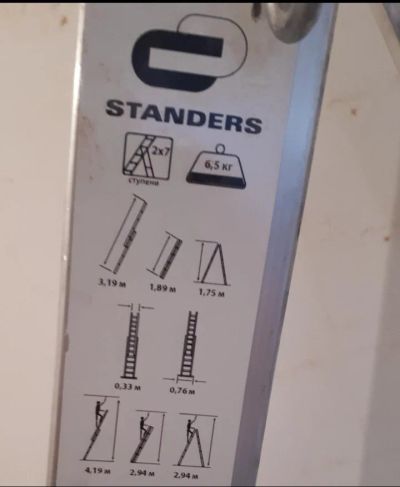 STANDERS
2x7
ступени
6,5 кг
3,19 м
1,89 м
1,75 м
0,33 м
0,76 м
4,19 м
2,94 м
2,94 м